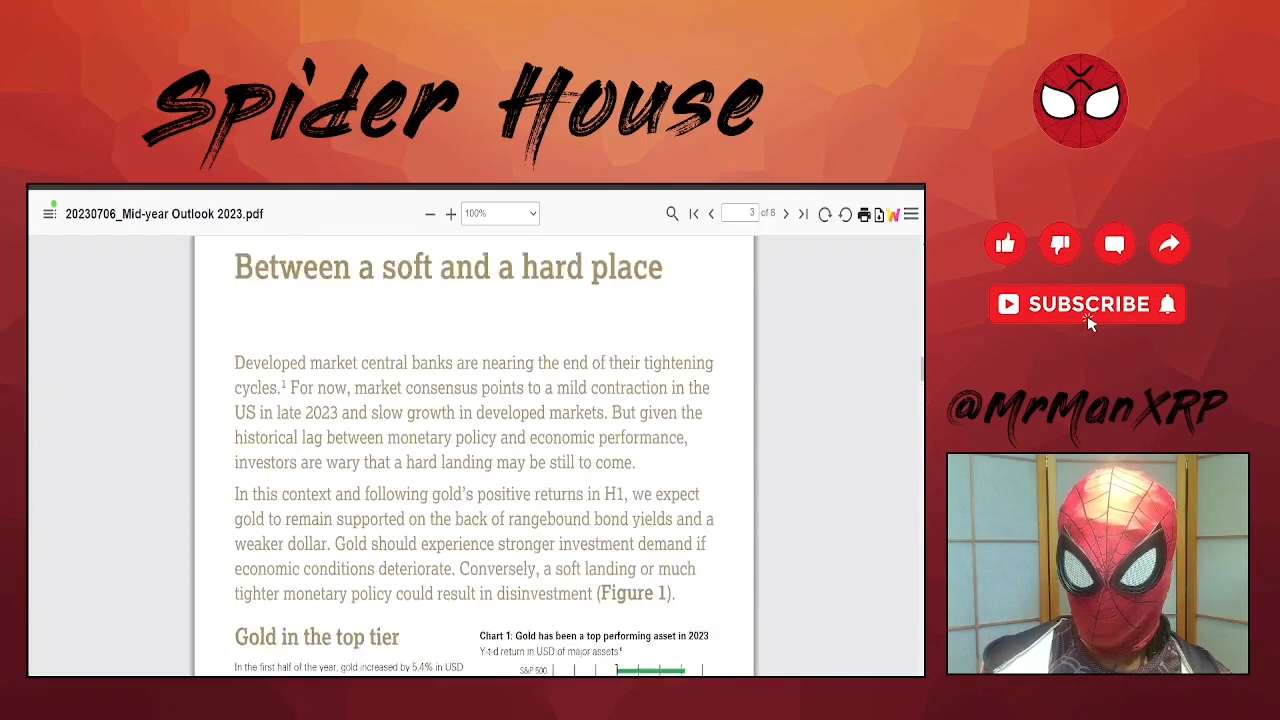 Spider House
20230706_Mid-year Outlook 2023.pdf
100%
3 of 8
Between a soft and a hard place
Developed market central banks are nearing the end of their tightening
cycles.¹ For now, market consensus points to a mild contraction in the
US in late 2023 and slow growth in developed markets. But given the
historical lag between monetary policy and economic performance,
investors are wary that a hard landing may be still to come.
In this context and following gold's positive returns in H1, we expect
gold to remain supported on the back of rangebound bond yields and a
weaker dollar. Gold should experience stronger investment demand if
economic conditions deteriorate. Conversely, a soft landing or much
tighter monetary policy could result in disinvestment (Figure 1).
Gold in the top tier
In the first half of the year, gold increased by 5.4% in USD
Chart 1: Gold has been a top performing asset in 2023
Y-t-d return in USD of major assets*
S&P 500
SUBSCRIBE
@MrManXRP